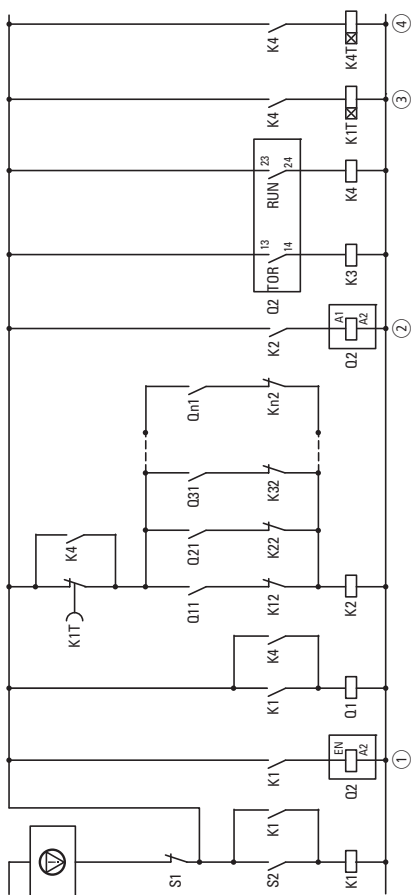 S1
S2
K1
K1
K1
Q2
EN
A2
①
K1
K4
Q1
K1T
K4
Q11
K12
K2
Q21
K22
Q31
K32
Qn1
Kn2
K2
Q2
A1
A2
②
Q2
TOR
13
14
K3
RUN
23
24
K4
K4
K1T
③
K4
K4T
④